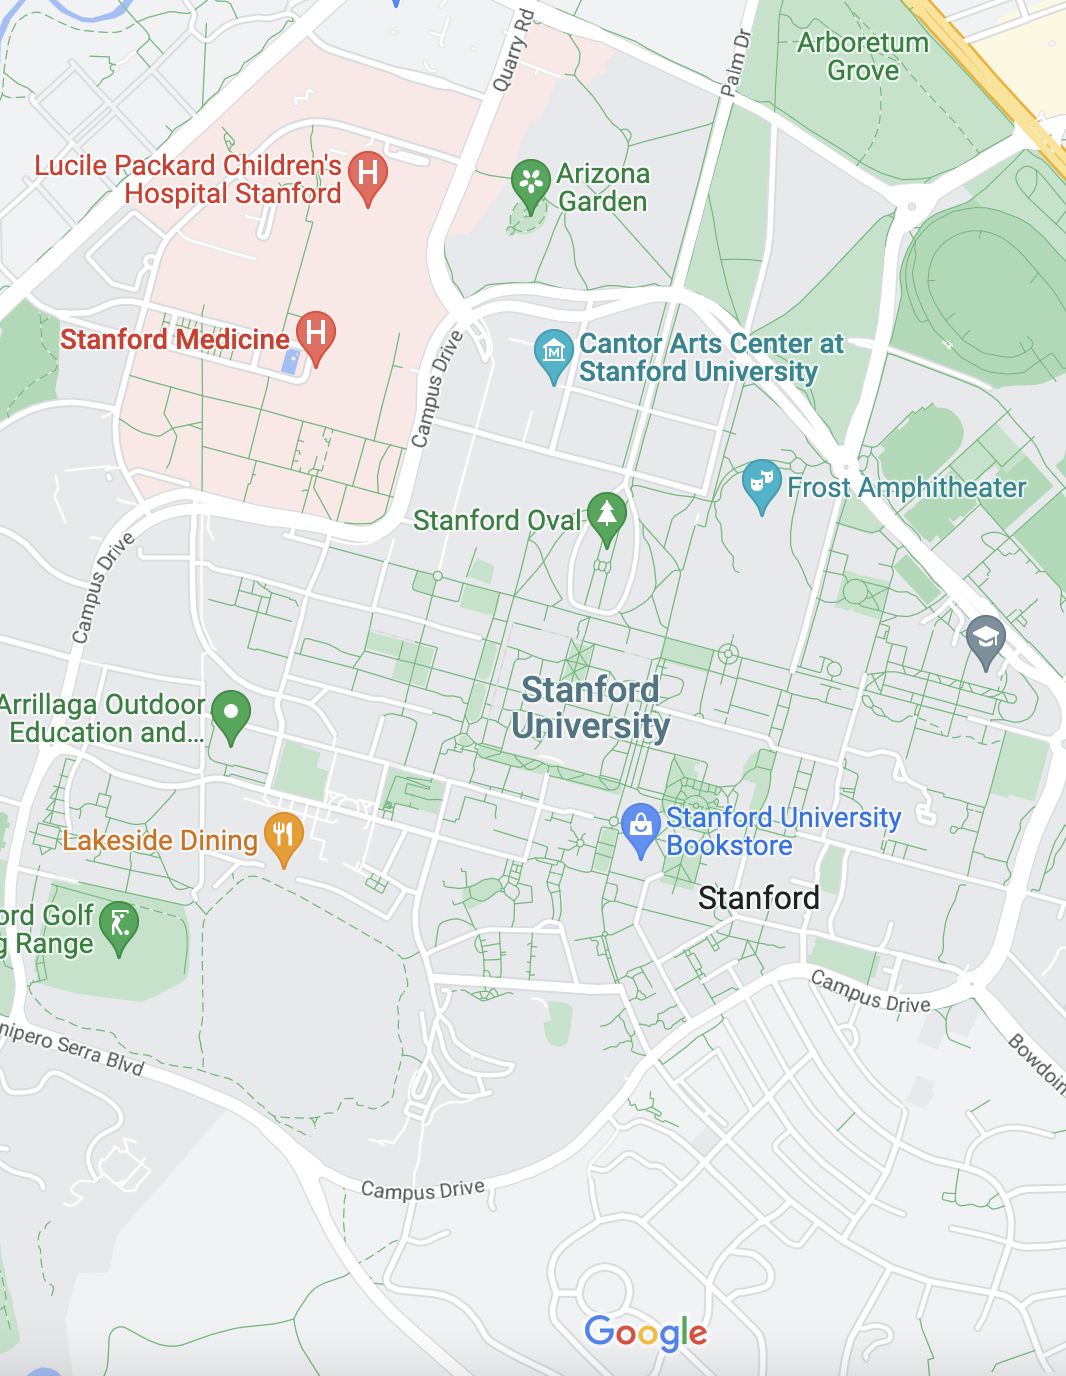 Quarry Rd
Palm Dr
Arboretum
Grove
Lucile Packard Children's
Hospital Stanford
H
Arizona
Garden
Stanford Medicine
H
Campus Drive
M
Cantor Arts Center at
Stanford University
Frost Amphitheater
Stanford Oval
Campus Drive
Stanford
University
Arrillaga Outdoor
Education and...
Stanford University
Bookstore
Lakeside Dining
Stanford
ord Golf
g Range
Campus Drive
nipero Serra Blvd
Bowdoin
Campus Drive
Google